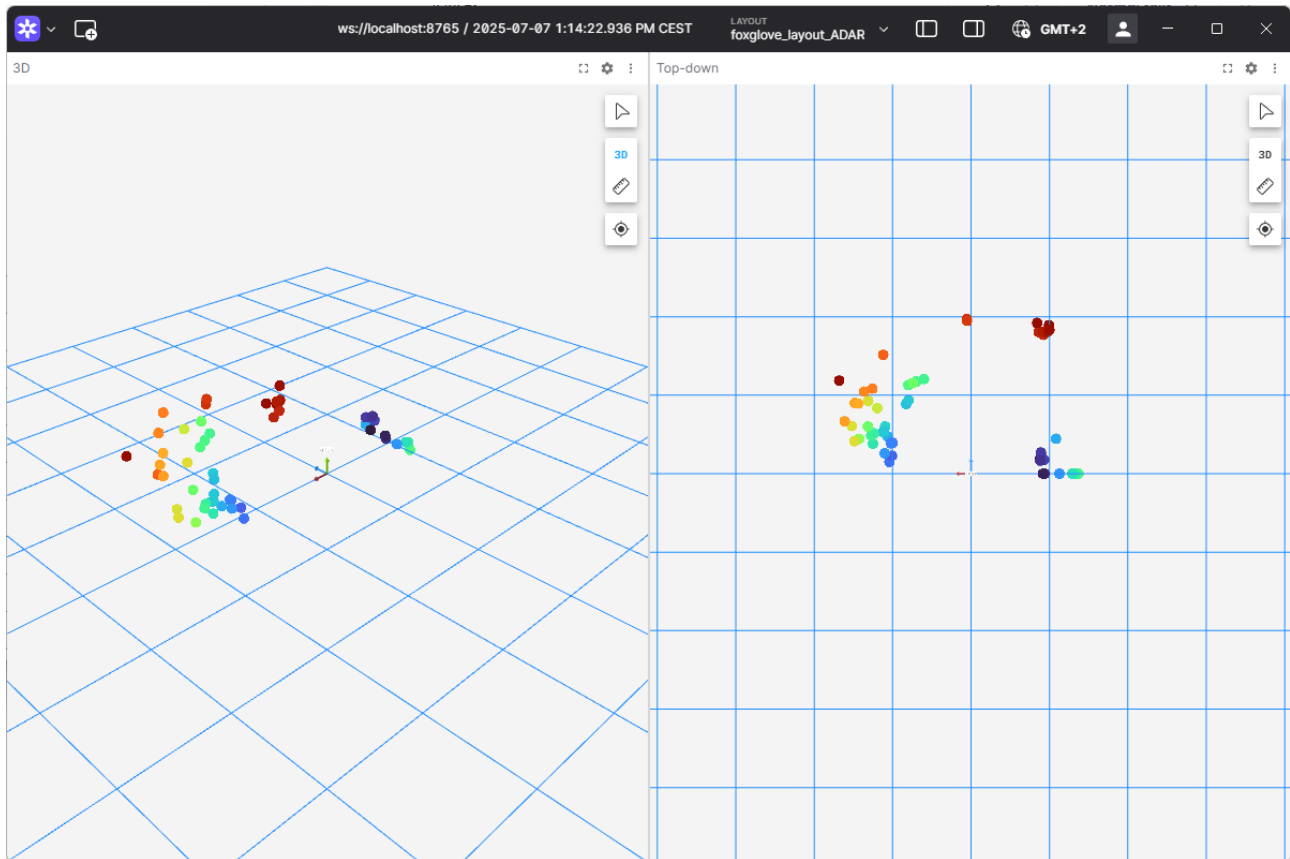 ws://localhost:8765 / 2025-07-07 1:14:22.936 PM CEST
LAYOUT
foxglove_layout_ADAR
GMT+2
3D
Top-down
3D
3D